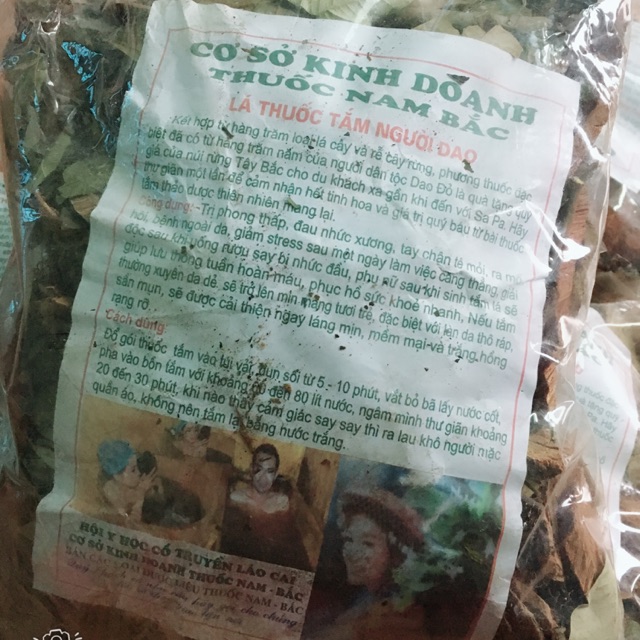 CƠ SỞ KINH DOANH
THUỐC NAM BẮC
LÁ THUỐC TẮM NGƯỜI DAO
Kết hợp từ hàng trăm loại lá cây và rễ cây rừng, phương thuốc đặc
biệt đã có từ hàng trăm năm của người dân tộc Dao Đỏ là quà tặng quý
giá của núi rừng Tây Bắc cho du khách xa gần khi đến với Sa Pa. Hãy
thư giãn một lần để cảm nhận hết tinh hoa và giá trị quý báu từ bài thuốc
tắm thảo dược thiên nhiên mang lại.
Công dụng: Trị phong thấp, đau nhức xương, tay chận tê mỏi, ra mồ
hôi, bệnh ngoài da, giảm stress sau một ngày làm việc căng thẳng giải
độc sau khi uống rượu say bị nhức đầu, phụ nữ sau khi sinh tắm lá sẽ
giúp lưu thông tuần hoàn máu, phục hồ sức khoẻ nhanh. Nếu tắm
thường xuyên da dẻ sẽ trở lên mịn màng tươi trẻ, đặc biệt với làn da thô ráp
sần mụn, sẽ được cải thiện ngay láng mịn, mềm mại và trắng hồng
rạng rỡ.
Cách dùng:
Đổ gói thuốc tắm vào lá vật, đun sôi từ 5 - 10 phút, vắt bỏ bã lấy nước cốt,
pha vào bồn tắm với khoảng 60 đến 80 lít nước, ngâm mình thư giãn khoảng
20 đến 30 phút, khi nào thấy cảm giác say say thì ra lau khô người mặc
quần áo, không nên tắm lại bằng nước trắng.
HỘI Y HỌC CỔ TRUYỀN LÀO CAI
CƠ SỞ KINH DOANH THUỐC NAM - BẮC
THUỐC NAM - BẮC